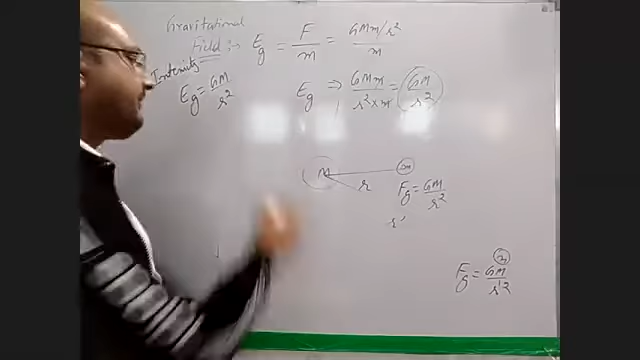 Gravitational
Field :- Eg = F/m = GMm/r²/m
Intensity
Eg = GM/r²
Eg ⇒ GMm/r²×m = GM/r²
M m
r
Fg = GM/r²
r'
m
Fg = GM/r'2